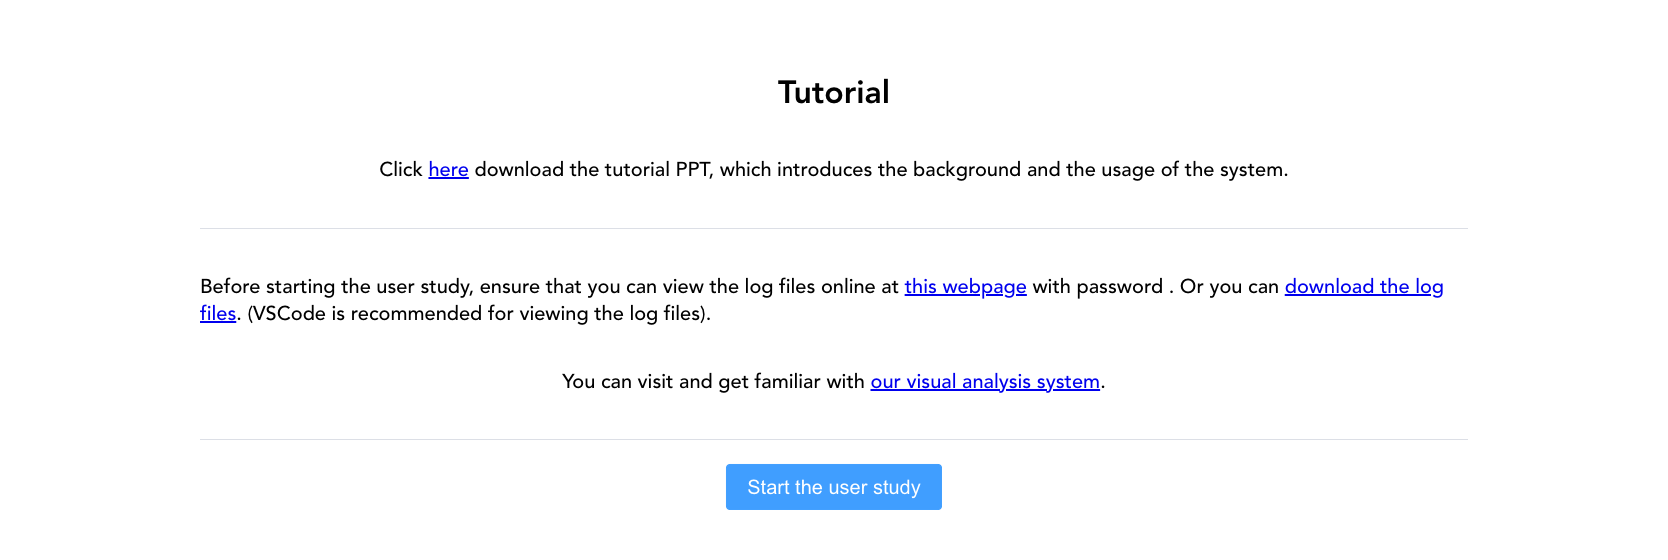 Tutorial
Click here download the tutorial PPT, which introduces the background and the usage of the system.
Before starting the user study, ensure that you can view the log files online at this webpage with password . Or you can download the log
files. (VSCode is recommended for viewing the log files).
You can visit and get familiar with our visual analysis system.
Start the user study